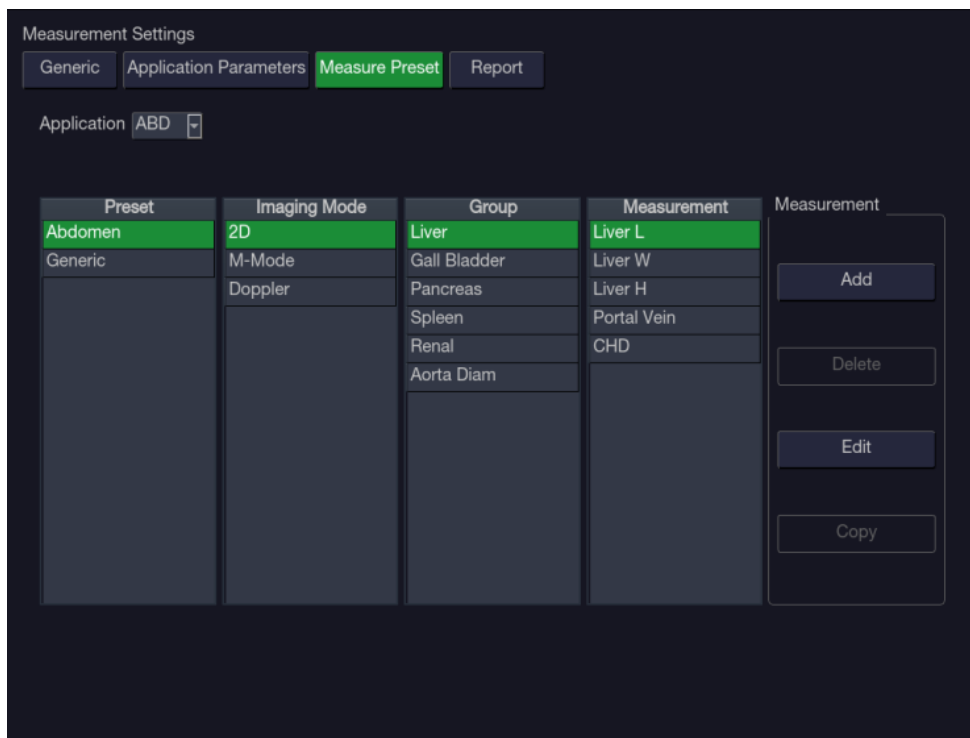 Measurement Settings
Generic Application Parameters Measure Preset Report
Application ABD
Preset Imaging Mode Group Measurement Measurement
Abdomen 2D Liver Liver L
Generic M-Mode Gall Bladder Liver W
Add
Doppler Pancreas Liver H
Spleen Portal Vein
Renal CHD
Delete
Aorta Diam
Edit
Copy